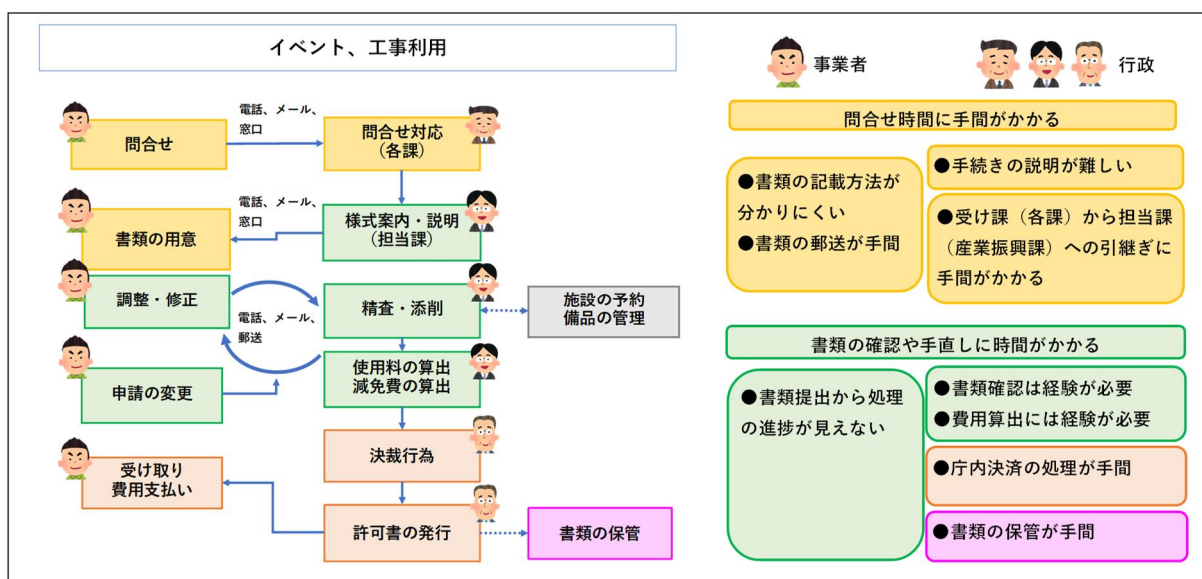 イベント、工事利用
問合せ
電話、メール、
窓口
問合せ対応
（各課）
書類の用意
電話、メール、
窓口
様式案内・説明
（担当課）
調整・修正
電話、メール、
郵送
精査・添削
施設の予約
備品の管理
申請の変更
使用料の算出
減免費の算出
決裁行為
受け取り
費用支払い
許可書の発行
書類の保管
事業者
行政
問合せ時間に手間がかかる
●書類の記載方法が
分かりにくい
●書類の郵送が手間
●手続きの説明が難しい
●受け課（各課）から担当課
（産業振興課）への引継ぎに
手間がかかる
書類の確認や手直しに時間がかかる
●書類提出から処理
の進捗が見えない
●書類確認は経験が必要
●費用算出には経験が必要
●庁内決済の処理が手間
●書類の保管が手間